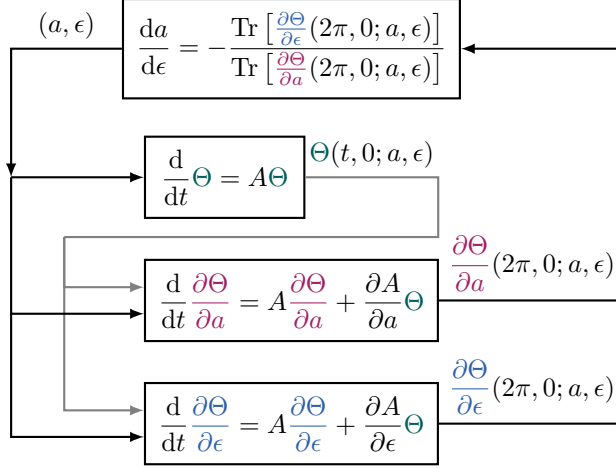 (a, ϵ)
da/dϵ = − Tr [∂Θ/∂ϵ (2π, 0; a, ϵ)] / Tr [∂Θ/∂a (2π, 0; a, ϵ)]
d/dt Θ = AΘ
Θ(t, 0; a, ϵ)
d/dt ∂Θ/∂a = A ∂Θ/∂a + ∂A/∂a Θ
∂Θ/∂a (2π, 0; a, ϵ)
d/dt ∂Θ/∂ϵ = A ∂Θ/∂ϵ + ∂A/∂ϵ Θ
∂Θ/∂ϵ (2π, 0; a, ϵ)